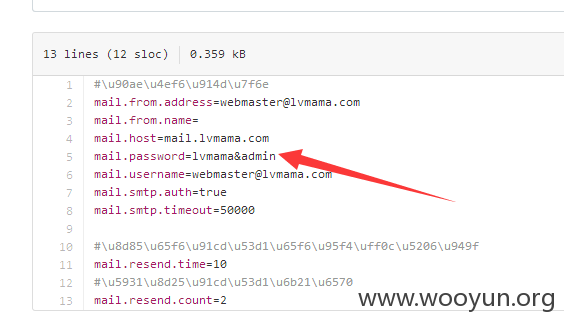 13 lines (12 sloc) 0.359 kB
1 #\u90ae\u4ef6\u914d\u7f6e
2 mail.from.address=webmaster@lvmama.com
3 mail.from.name=
4 mail.host=mail.lvmama.com
5 mail.password=lvmama&admin
6 mail.username=webmaster@lvmama.com
7 mail.smtp.auth=true
8 mail.smtp.timeout=50000
9
10 #\u8d85\u65f6\u91cd\u53d1\u65f6\u95f4\uff0c\u5206\u949f
11 mail.resend.time=10
12 #\u5931\u8d25\u91cd\u53d1\u6b21\u6570
13 mail.resend.count=2
www.wooyun.org